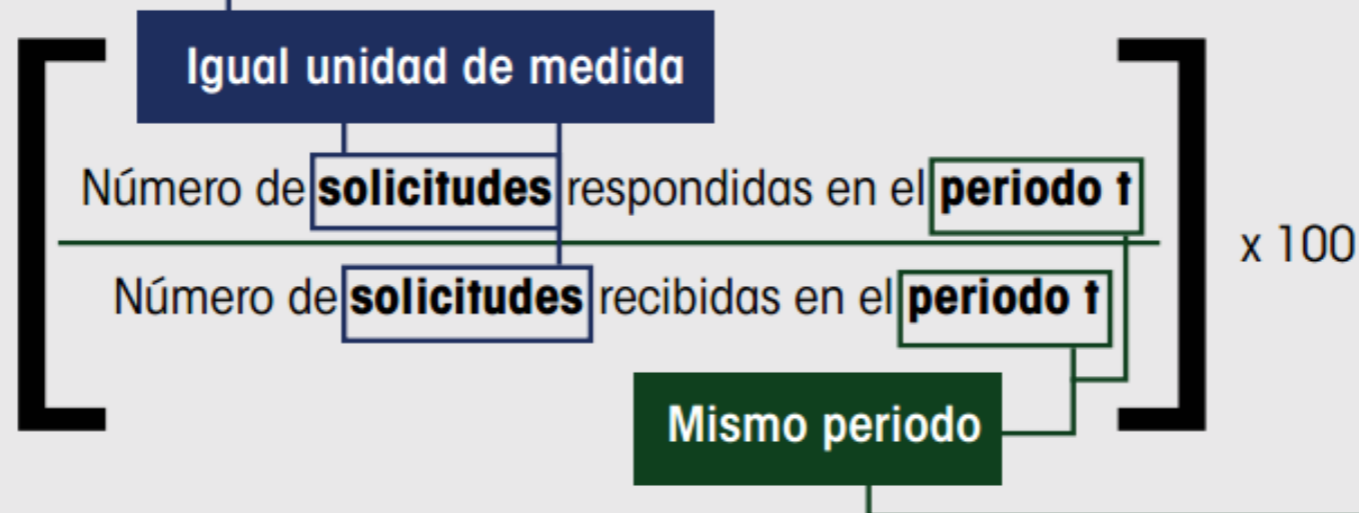 Igual unidad de medida
Número de solicitudes respondidas en el periodo t
x 100
Número de solicitudes recibidas en el periodo t
Mismo periodo